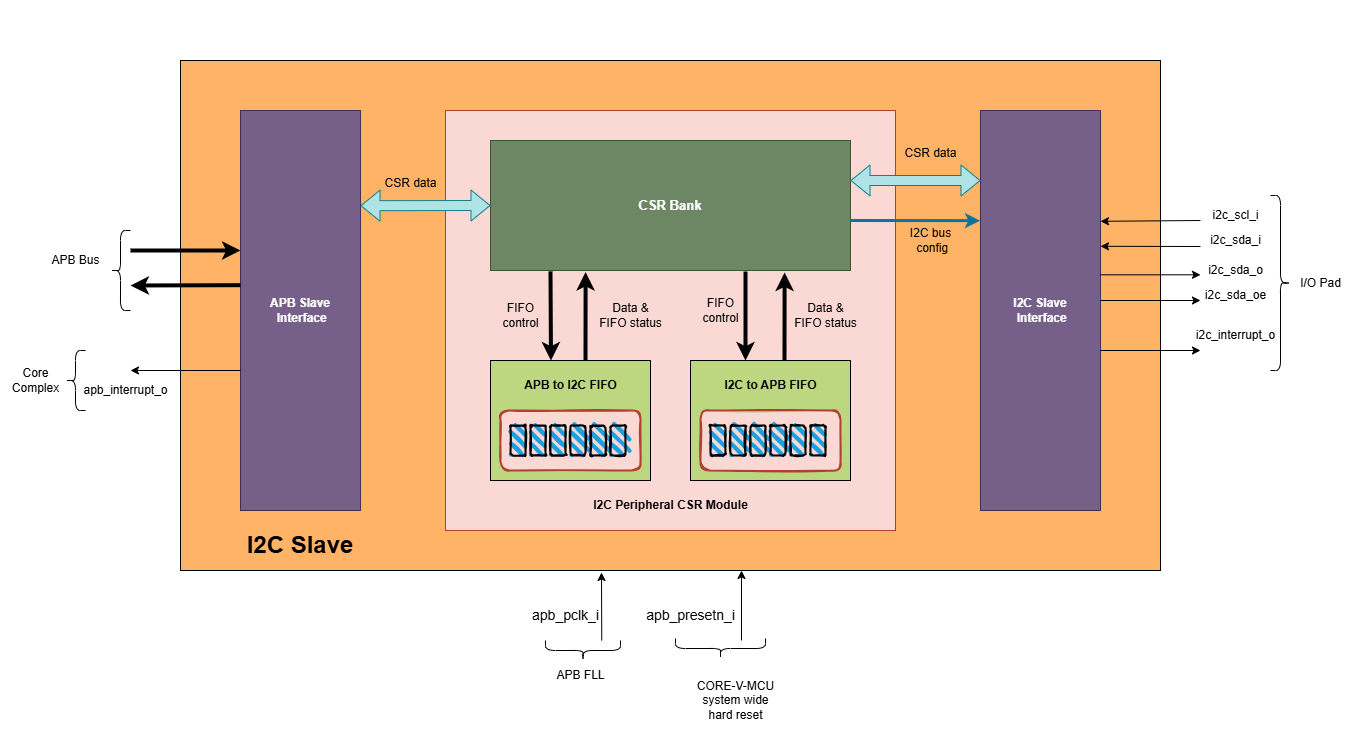 CSR data
CSR data
CSR Bank
i2c_scl_i
I2C bus
config
i2c_sda_i
APB Bus
i2c_sda_o
I/O Pad
i2c_sda_oe
APB Slave
Interface
FIFO
control
Data &
FIFO status
FIFO
control
Data &
FIFO status
I2C Slave
Interface
i2c_interrupt_o
Core
Complex
apb_interrupt_o
APB to I2C FIFO
I2C to APB FIFO
I2C Peripheral CSR Module
I2C Slave
apb_pclk_i
apb_presetn_i
APB FLL
CORE-V-MCU
system wide
hard reset